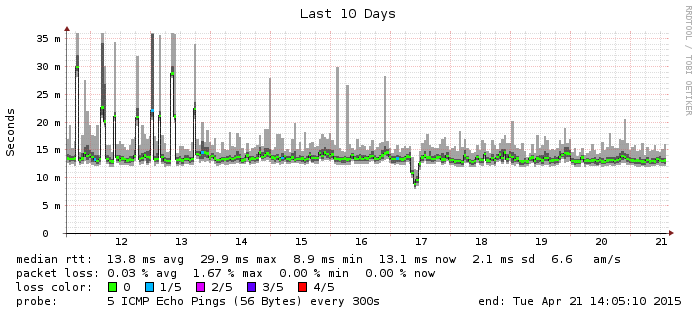 Last 10 Days
RRDTOOL / TOBI OETIKER
Seconds
35 m
30 m
25 m
20 m
15 m
10 m
5 m
0
12 13 14 15 16 17 18 19 20 21
median rtt: 13.8 ms avg 29.9 ms max 8.9 ms min 13.1 ms now 2.1 ms sd 6.6 am/s
packet loss: 0.03 % avg 1.67 % max 0.00 % min 0.00 % now
loss color: 0 1/5 2/5 3/5 4/5
probe: 5 ICMP Echo Pings (56 Bytes) every 300s end: Tue Apr 21 14:05:10 2015